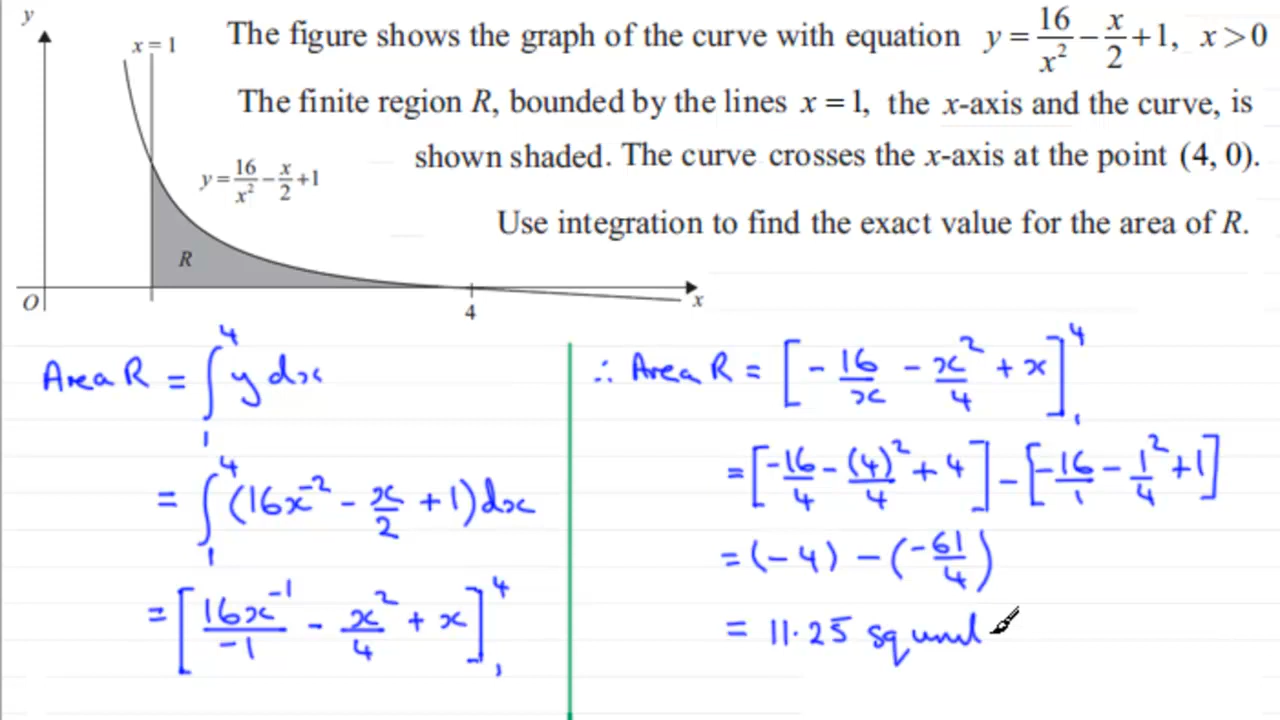 y
x = 1
The figure shows the graph of the curve with equation y = 16/x² − x/2 + 1, x > 0
The finite region R, bounded by the lines x = 1, the x-axis and the curve, is
shown shaded. The curve crosses the x-axis at the point (4, 0).
y = 16/x² − x/2 + 1
Use integration to find the exact value for the area of R.
R
O
4
x
Area R = ∫₁⁴ y dx
= ∫₁⁴ (16x⁻² − x/2 + 1) dx
= [16x⁻¹/−1 − x²/4 + x]₁⁴
∴ Area R = [−16/x − x²/4 + x]₁⁴
= [−16/4 − (4)²/4 + 4] − [−16/1 − 1²/4 + 1]
= (−4) − (−61/4)
= 11.25 sq unit